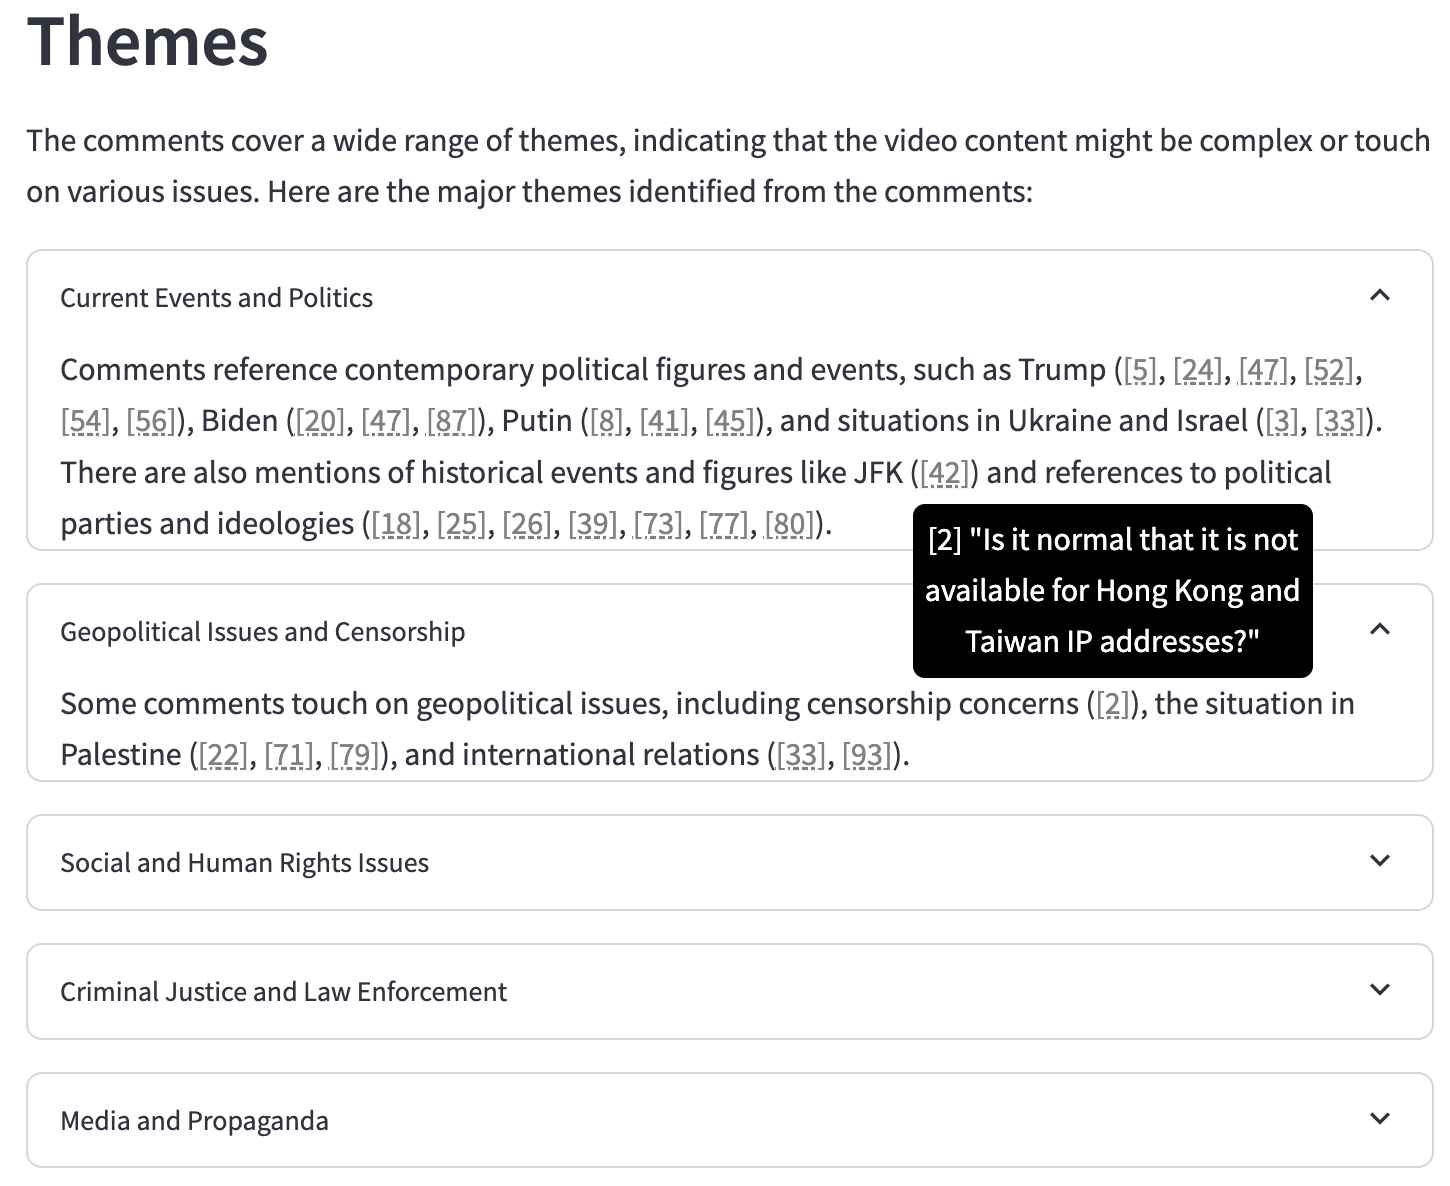 Themes
The comments cover a wide range of themes, indicating that the video content might be complex or touch
on various issues. Here are the major themes identified from the comments:
Current Events and Politics
Comments reference contemporary political figures and events, such as Trump ([5], [24], [47], [52],
[54], [56]), Biden ([20], [47], [87]), Putin ([8], [41], [45]), and situations in Ukraine and Israel ([3], [33]).
There are also mentions of historical events and figures like JFK ([42]) and references to political
parties and ideologies ([18], [25], [26], [39], [73], [77], [80]).
[2] "Is it normal that it is not
available for Hong Kong and
Taiwan IP addresses?"
Geopolitical Issues and Censorship
Some comments touch on geopolitical issues, including censorship concerns ([2]), the situation in
Palestine ([22], [71], [79]), and international relations ([33], [93]).
Social and Human Rights Issues
Criminal Justice and Law Enforcement
Media and Propaganda